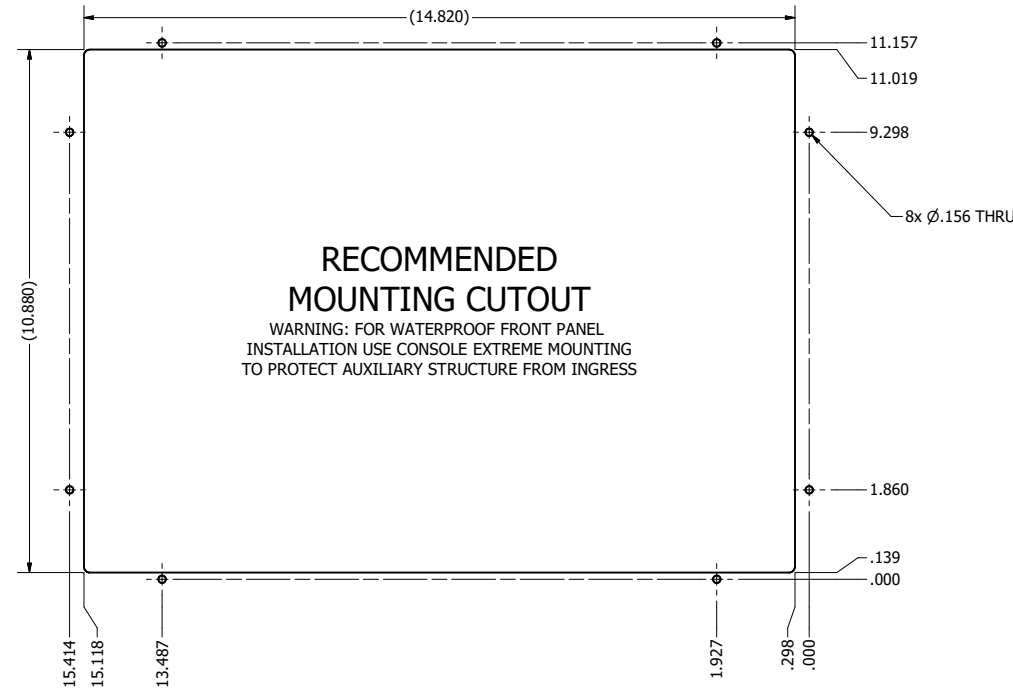 (14.820)
11.157
11.019
9.298
8x Ø.156 THRU
(10.880)
RECOMMENDED
MOUNTING CUTOUT
WARNING: FOR WATERPROOF FRONT PANEL
INSTALLATION USE CONSOLE EXTREME MOUNTING
TO PROTECT AUXILIARY STRUCTURE FROM INGRESS
1.860
.139
.000
15.414
15.118
13.487
1.927
.298
.000